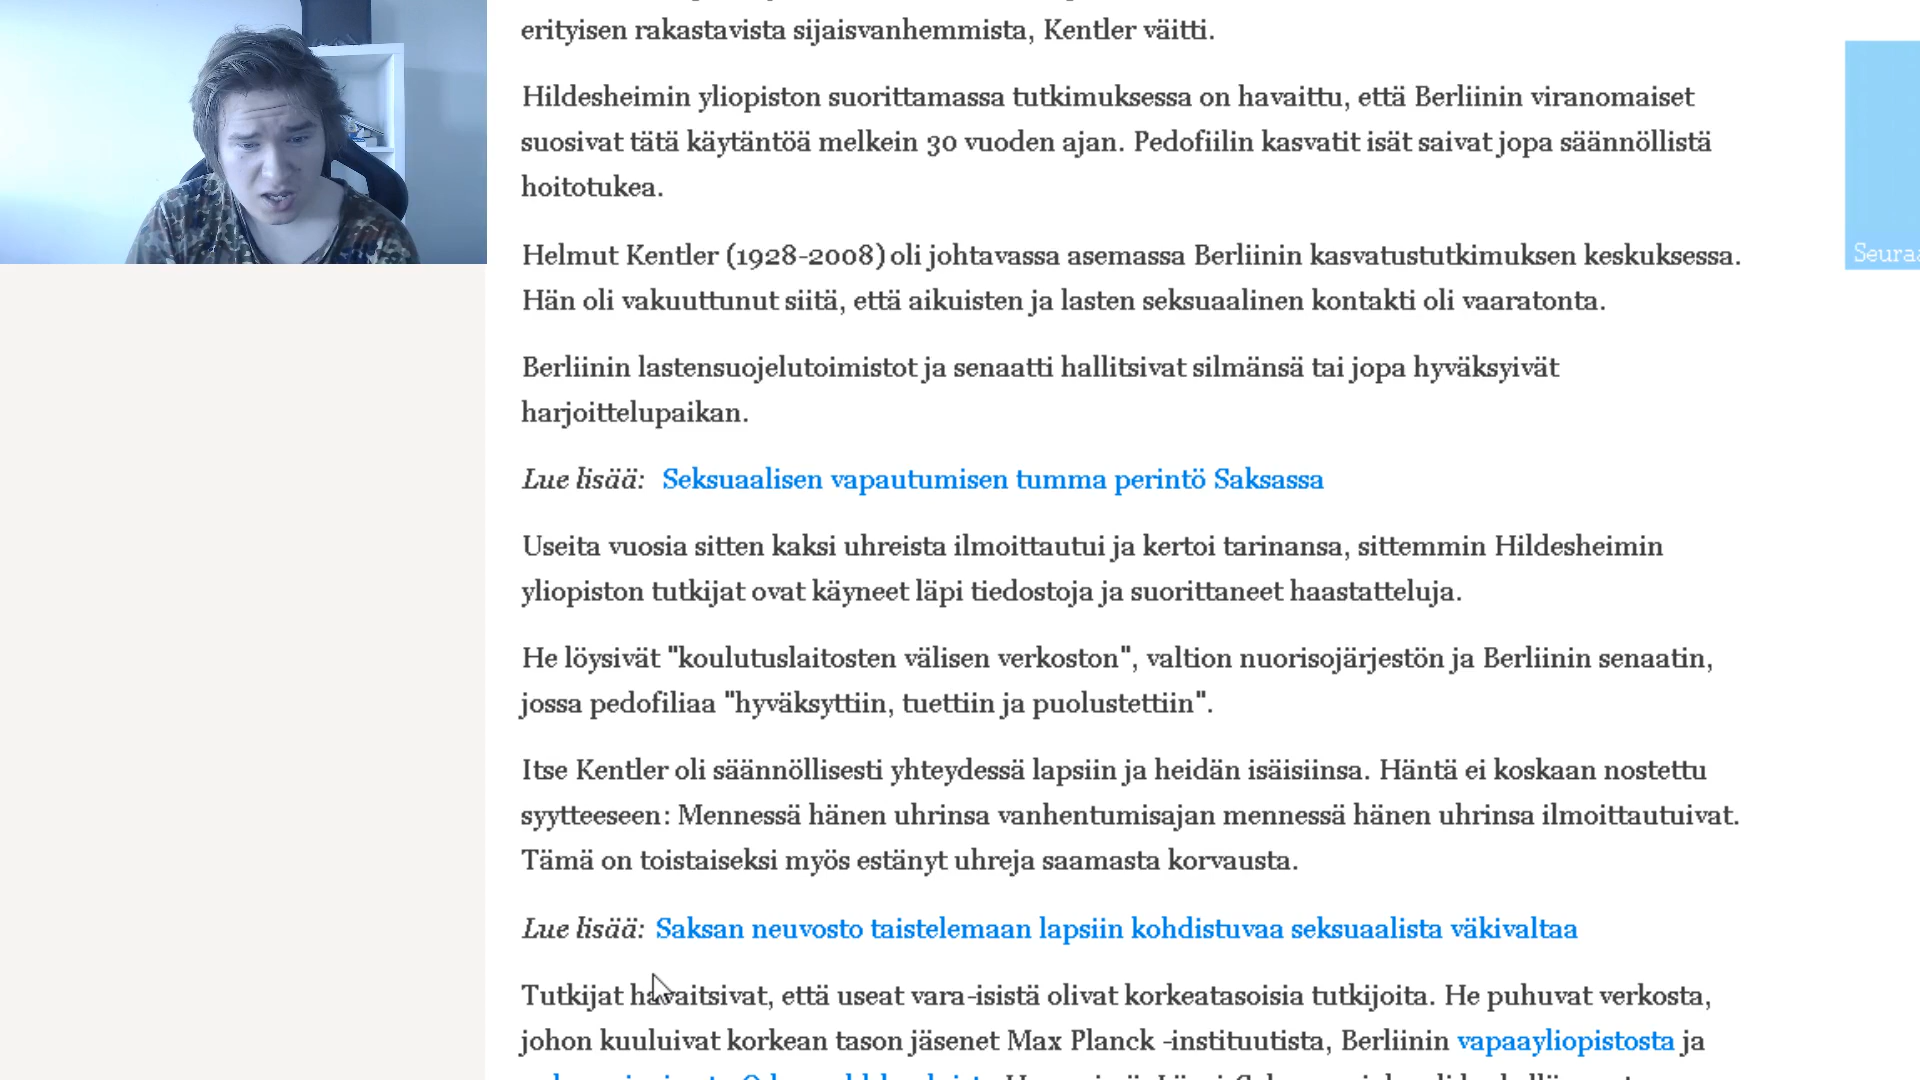 erityisen rakastavista sijaisvanhemmista, Kentler väitti.
Hildesheimin yliopiston suorittamassa tutkimuksessa on havaittu, että Berliinin viranomaiset
suosivat tätä käytäntöä melkein 30 vuoden ajan. Pedofiilin kasvatit isät saivat jopa säännöllistä
hoitotukea.
Helmut Kentler (1928-2008) oli johtavassa asemassa Berliinin kasvatustutkimuksen keskuksessa.
Hän oli vakuuttunut siitä, että aikuisten ja lasten seksuaalinen kontakti oli vaaratonta.
Berliinin lastensuojelutoimistot ja senaatti hallitsivat silmänsä tai jopa hyväksyivät
harjoittelupaikan.
Lue lisää: Seksuaalisen vapautumisen tumma perintö Saksassa
Useita vuosia sitten kaksi uhreista ilmoittautui ja kertoi tarinansa, sittemmin Hildesheimin
yliopiston tutkijat ovat käyneet läpi tiedostoja ja suorittaneet haastatteluja.
He löysivät "koulutuslaitosten välisen verkoston", valtion nuorisojärjestön ja Berliinin senaatin,
jossa pedofiliaa "hyväksyttiin, tuettiin ja puolustettiin".
Itse Kentler oli säännöllisesti yhteydessä lapsiin ja heidän isäisiinsa. Häntä ei koskaan nostettu
syytteeseen: Mennessä hänen uhrinsa vanhentumisajan mennessä hänen uhrinsa ilmoittautuivat.
Tämä on toistaiseksi myös estänyt uhreja saamasta korvausta.
Lue lisää: Saksan neuvosto taistelemaan lapsiin kohdistuvaa seksuaalista väkivaltaa
Tutkijat havaitsivat, että useat vara-isistä olivat korkeatasoisia tutkijoita. He puhuvat verkosta,
johon kuuluivat korkean tason jäsenet Max Planck -instituutista, Berliinin vapaayliopistosta ja
Seuraa